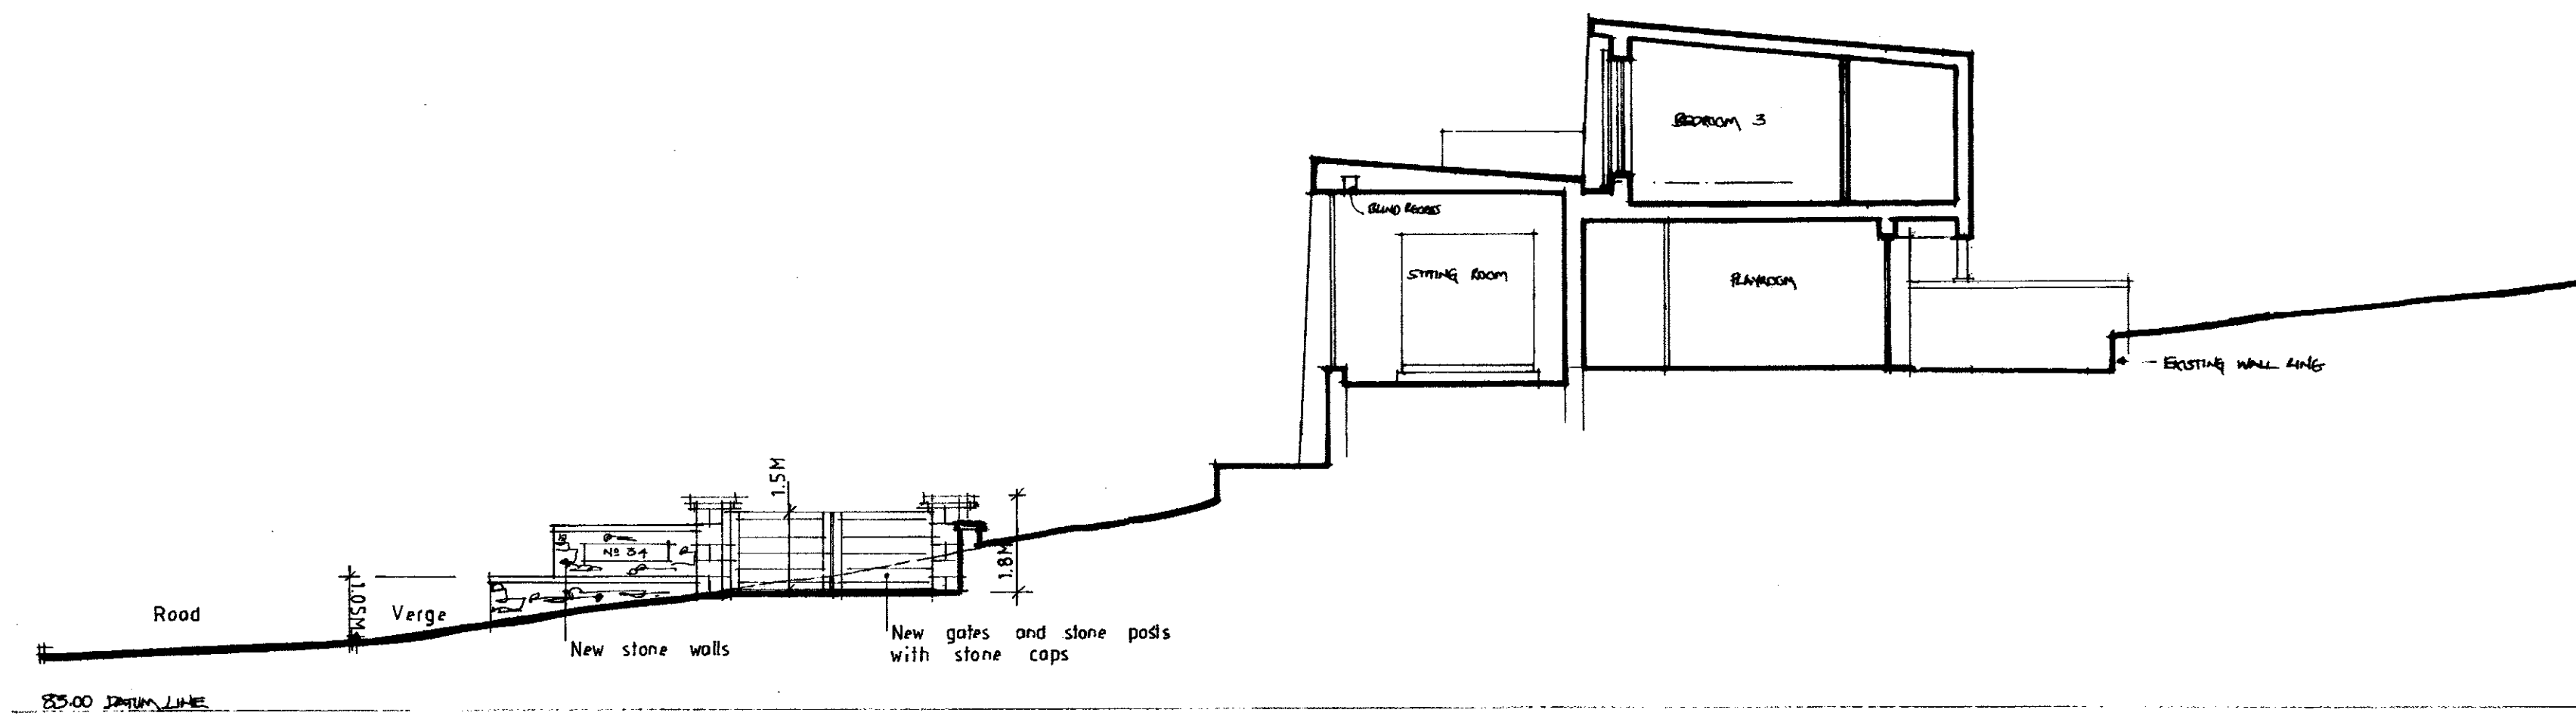 BEDROOM 3
BLIND RECESS
SITTING ROOM
PLAYROOM
EXISTING WALL LINE
1.5M
1.8M
Nº 34
1.05M
Road
Verge
New stone walls
New gates and stone posts
with stone caps
83.00 DATUM LINE